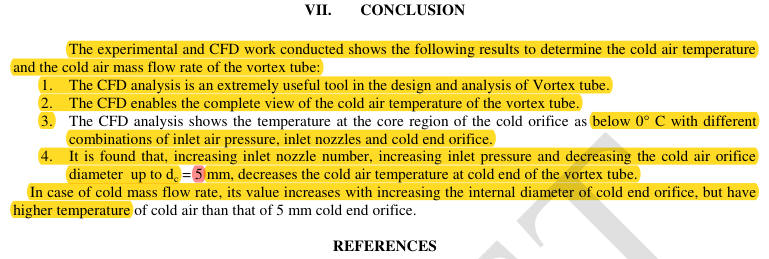 VII. CONCLUSION
The experimental and CFD work conducted shows the following results to determine the cold air temperature
and the cold air mass flow rate of the vortex tube:
1. The CFD analysis is an extremely useful tool in the design and analysis of Vortex tube.
2. The CFD enables the complete view of the cold air temperature of the vortex tube.
3. The CFD analysis shows the temperature at the core region of the cold orifice as below 0° C with different
combinations of inlet air pressure, inlet nozzles and cold end orifice.
4. It is found that, increasing inlet nozzle number, increasing inlet pressure and decreasing the cold air orifice
diameter up to dc = 5 mm, decreases the cold air temperature at cold end of the vortex tube.
In case of cold mass flow rate, its value increases with increasing the internal diameter of cold end orifice, but have
higher temperature of cold air than that of 5 mm cold end orifice.
REFERENCES